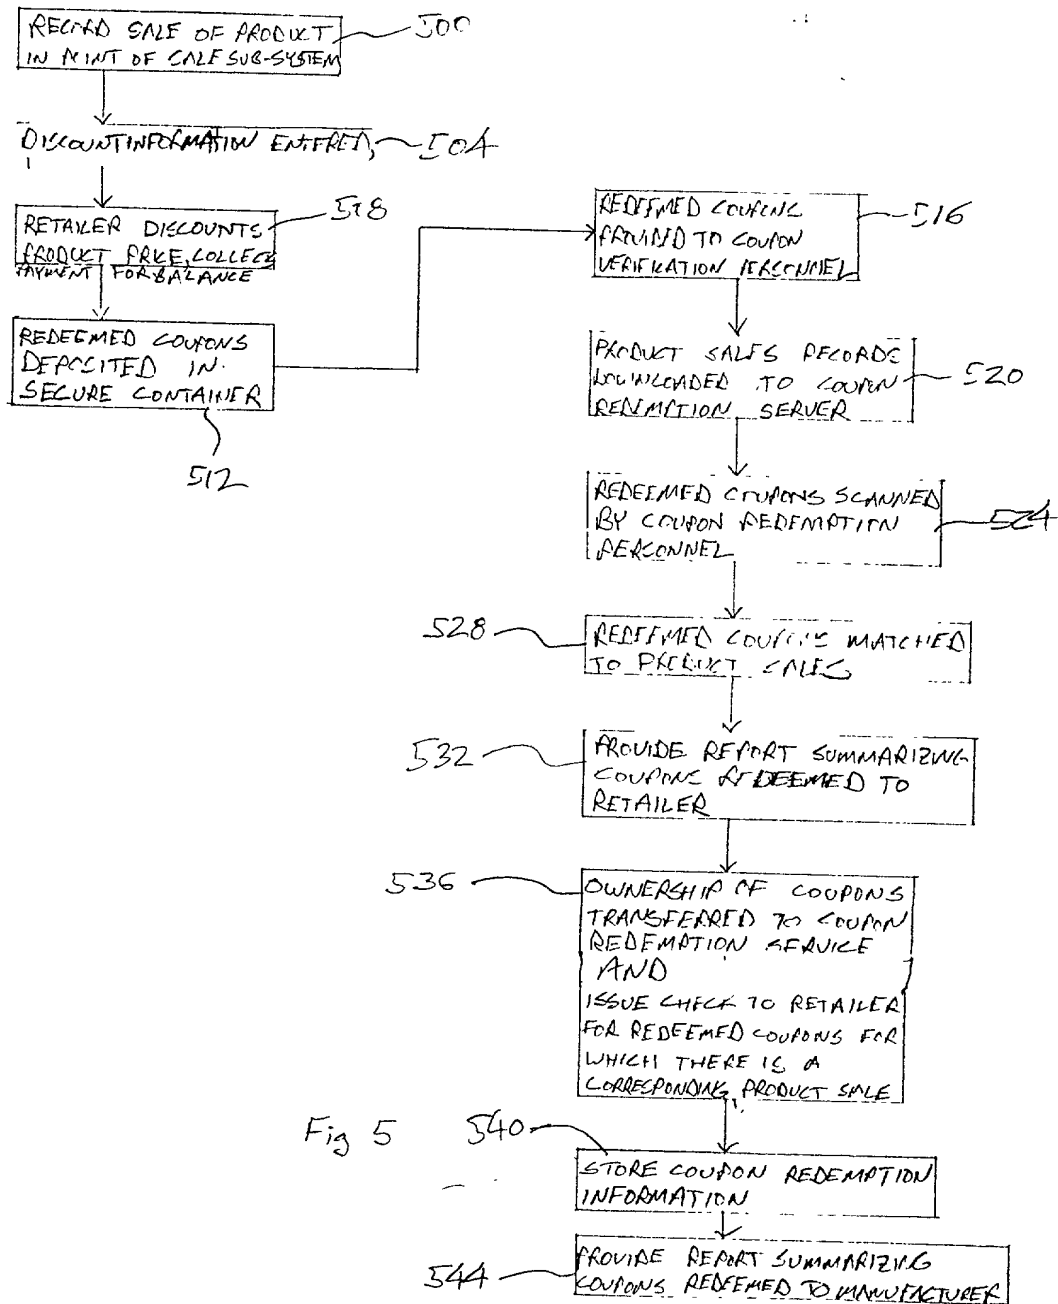 RECORD SALE OF PRODUCT
IN POINT OF SALE SUB-SYSTEM
500
DISCOUNT INFORMATION ENTERED
504
RETAILER DISCOUNTS
PRODUCT PRICE, COLLECTS
PAYMENT FOR BALANCE
518
REDEEMED COUPONS
DEPOSITED IN
SECURE CONTAINER
512
REDEEMED COUPONS
PROVIDED TO COUPON
VERIFICATION PERSONNEL
516
PRODUCT SALES RECORDS
DOWNLOADED TO COUPON
REDEMPTION SERVER
520
REDEEMED COUPONS SCANNED
BY COUPON REDEMPTION
PERSONNEL
524
528
REDEEMED COUPONS MATCHED
TO PRODUCT SALES
532
PROVIDE REPORT SUMMARIZING
COUPONS REDEEMED TO
RETAILER
536
OWNERSHIP OF COUPONS
TRANSFERRED TO COUPON
REDEMPTION SERVICE
AND
ISSUE CHECK TO RETAILER
FOR REDEEMED COUPONS FOR
WHICH THERE IS A
CORRESPONDING PRODUCT SALE
Fig 5
540
STORE COUPON REDEMPTION
INFORMATION
544
PROVIDE REPORT SUMMARIZING
COUPONS REDEEMED TO MANUFACTURER